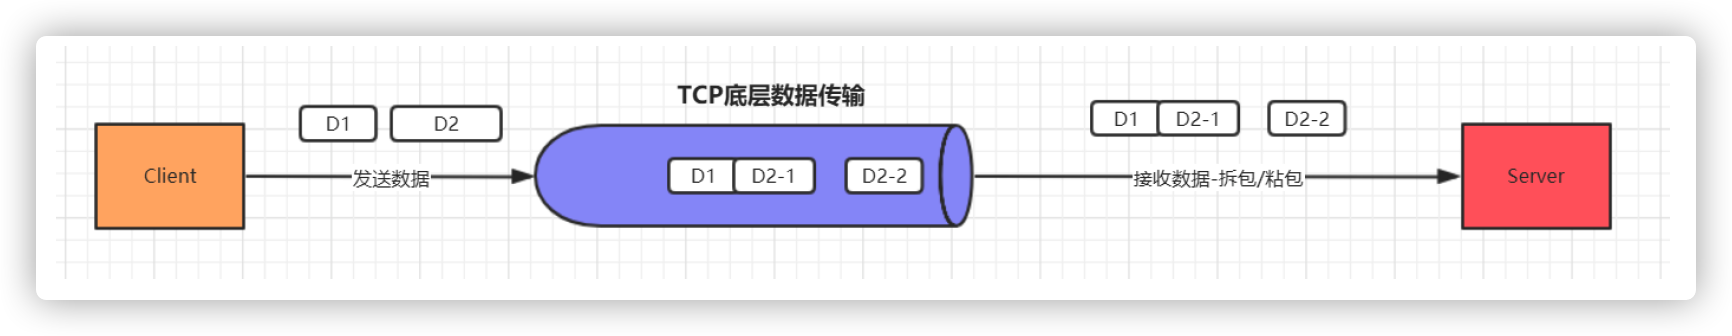 TCP底层数据传输
D1
D2
D1
D2-1
D2-2
Client
发送数据
D1
D2-1
D2-2
接收数据-拆包/粘包
Server